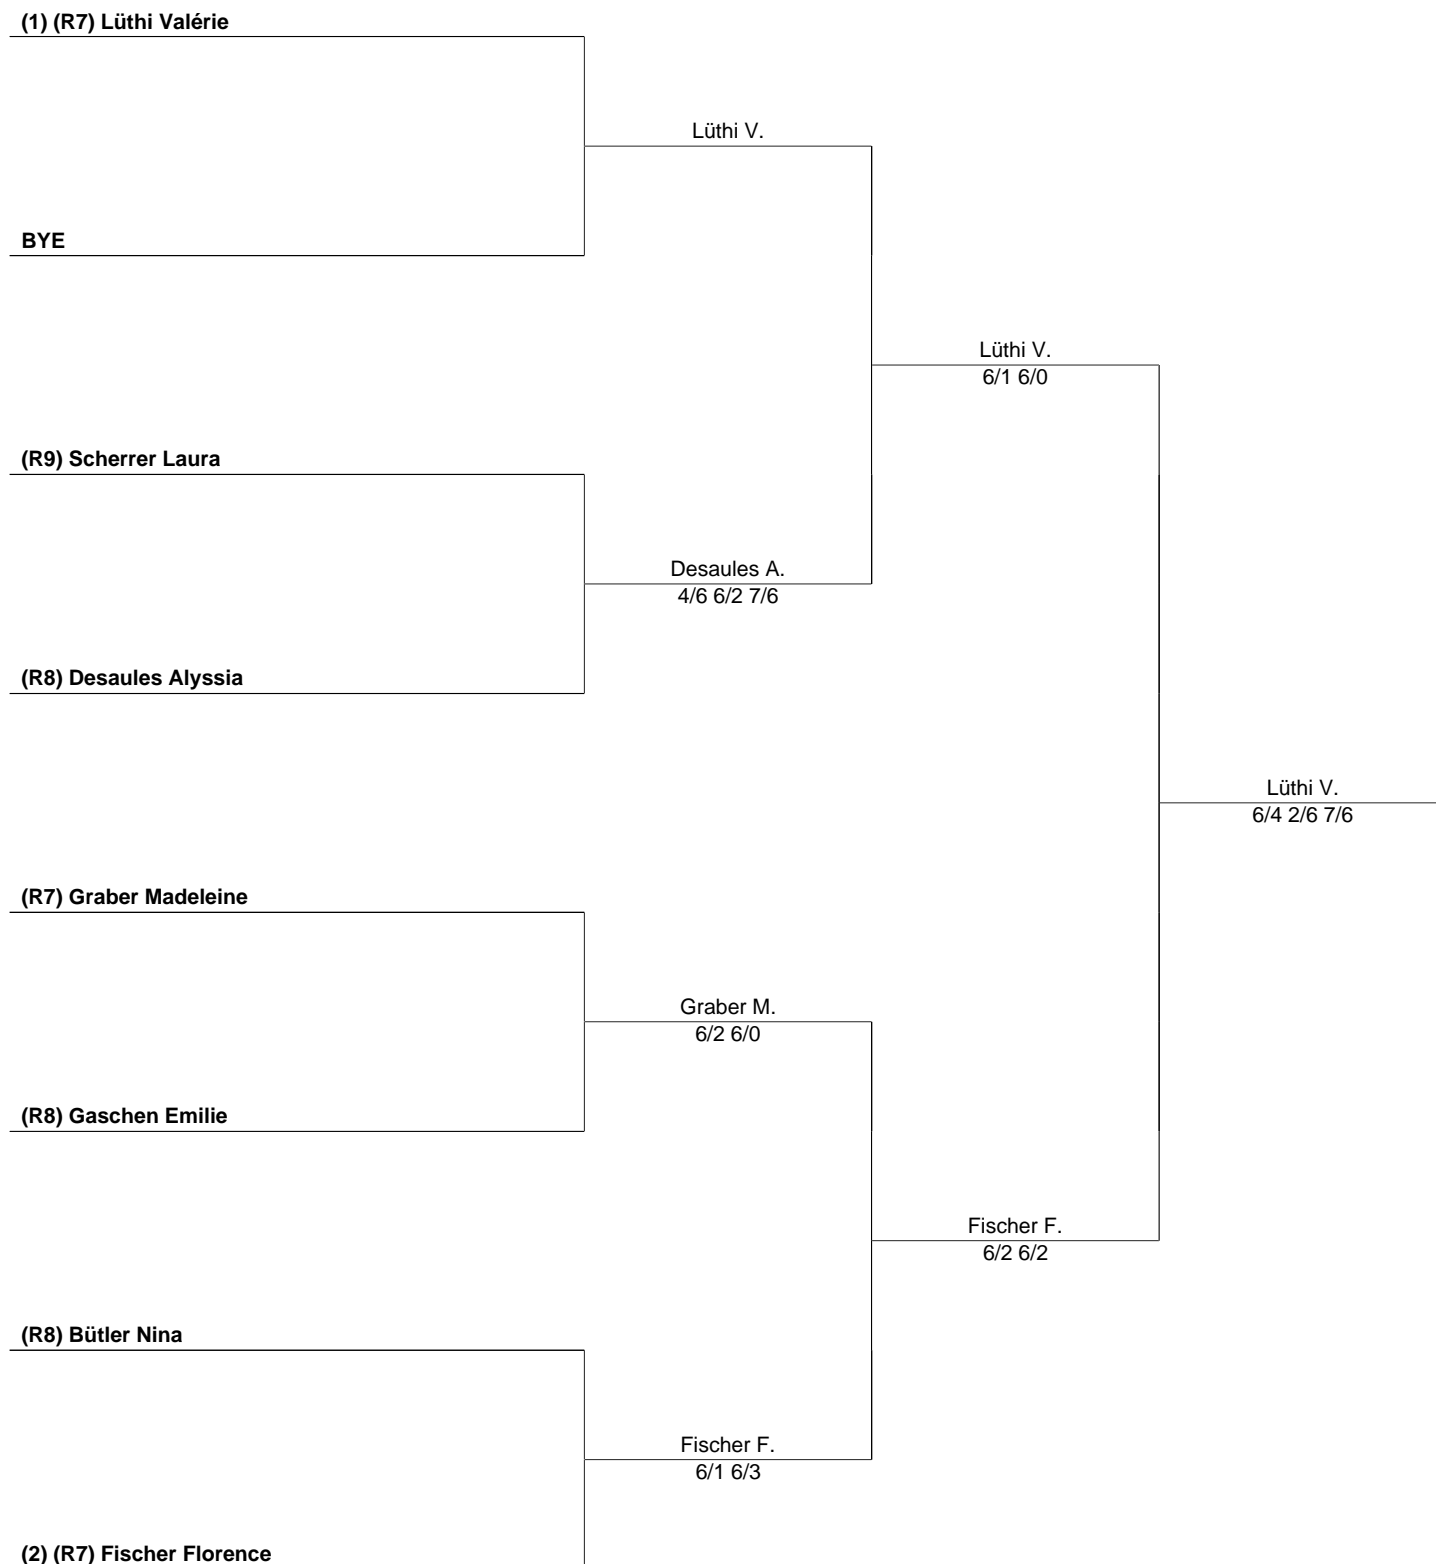 (1) (R7) Lüthi Valérie
Lüthi V.
BYE
Lüthi V.
6/1 6/0
(R9) Scherrer Laura
Desaules A.
4/6 6/2 7/6
(R8) Desaules Alyssia
Lüthi V.
6/4 2/6 7/6
(R7) Graber Madeleine
Graber M.
6/2 6/0
(R8) Gaschen Emilie
Fischer F.
6/2 6/2
(R8) Bütler Nina
Fischer F.
6/1 6/3
(2) (R7) Fischer Florence